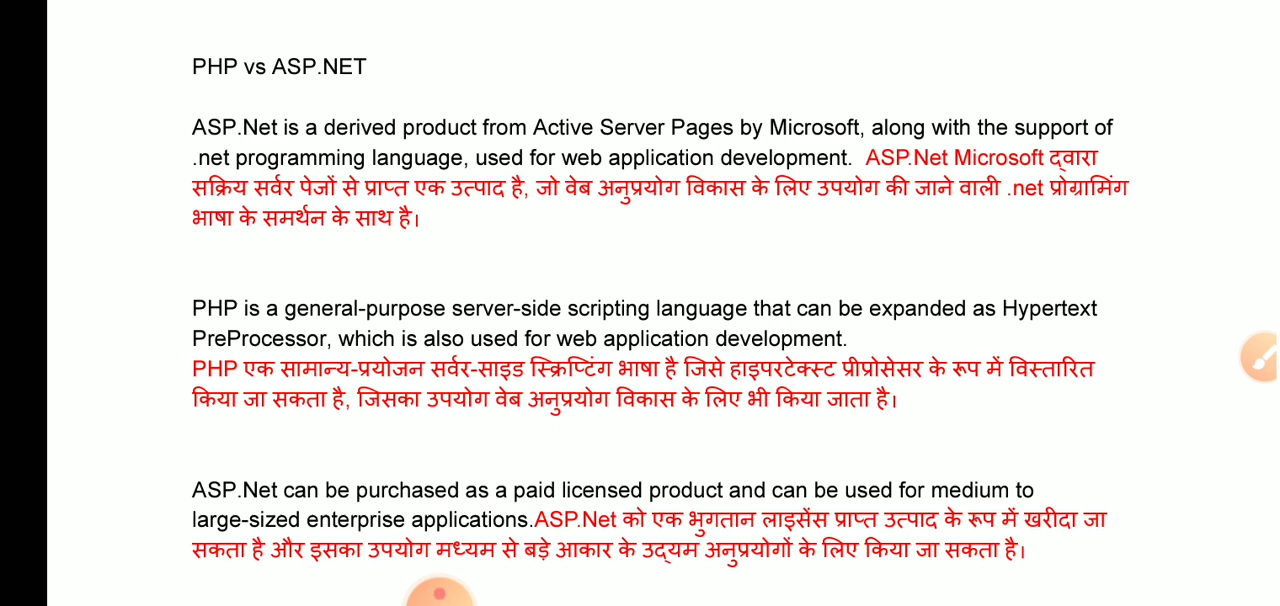 PHP vs ASP.NET
ASP.Net is a derived product from Active Server Pages by Microsoft, along with the support of
.net programming language, used for web application development. ASP.Net Microsoft द्वारा
सक्रिय सर्वर पेजों से प्राप्त एक उत्पाद है, जो वेब अनुप्रयोग विकास के लिए उपयोग की जाने वाली .net प्रोग्रामिंग
भाषा के समर्थन के साथ है।
PHP is a general-purpose server-side scripting language that can be expanded as Hypertext
PreProcessor, which is also used for web application development.
PHP एक सामान्य-प्रयोजन सर्वर-साइड स्क्रिप्टिंग भाषा है जिसे हाइपरटेक्स्ट प्रीप्रोसेसर के रूप में विस्तारित
किया जा सकता है, जिसका उपयोग वेब अनुप्रयोग विकास के लिए भी किया जाता है।
ASP.Net can be purchased as a paid licensed product and can be used for medium to
large-sized enterprise applications.ASP.Net को एक भुगतान लाइसेंस प्राप्त उत्पाद के रूप में खरीदा जा
सकता है और इसका उपयोग मध्यम से बड़े आकार के उद्यम अनुप्रयोगों के लिए किया जा सकता है।